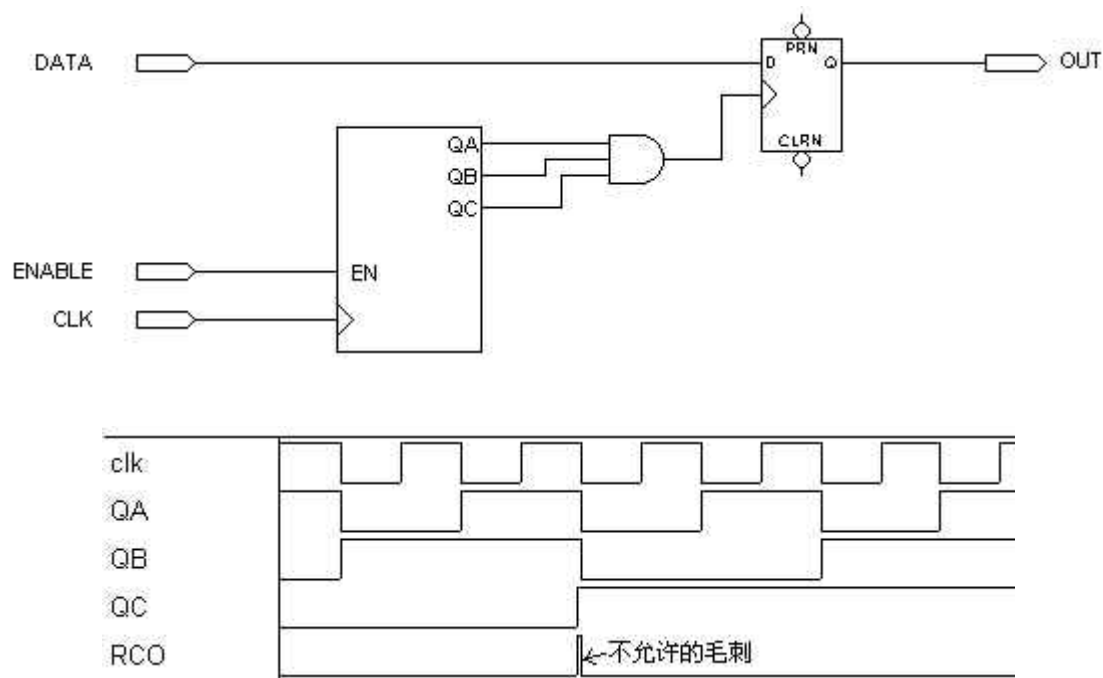 DATA
D
PRN
Q
OUT
CLRN
QA
QB
QC
ENABLE
EN
CLK
clk
QA
QB
QC
RCO
不允许的毛刺